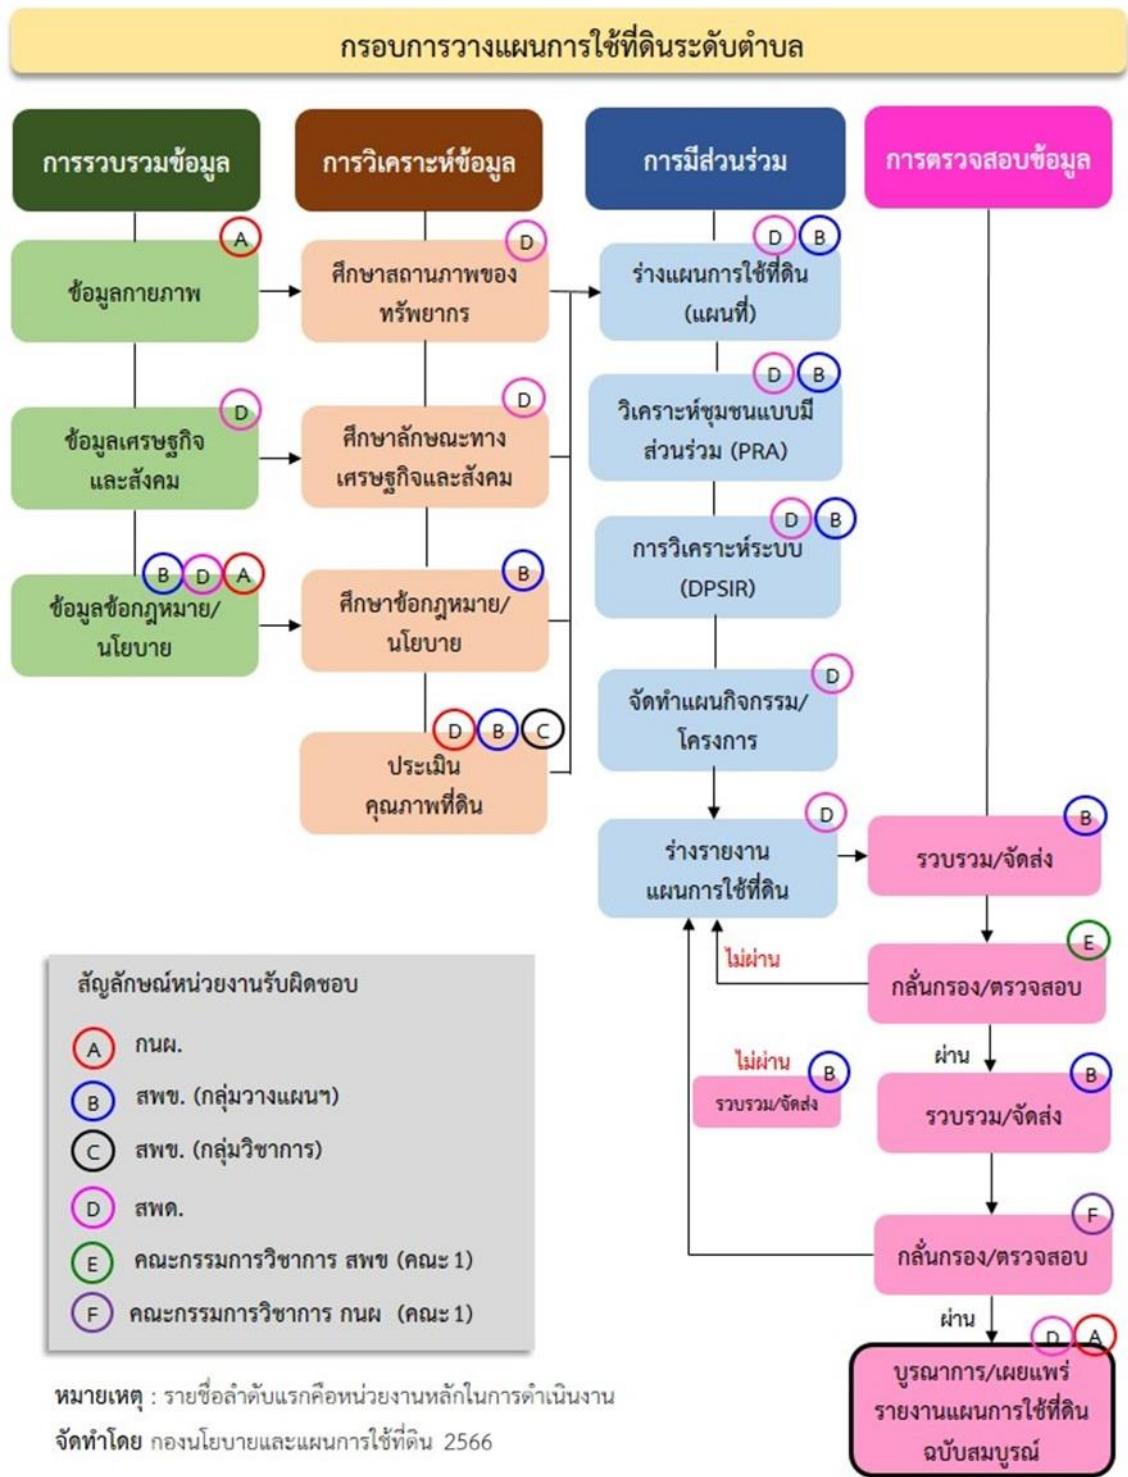 กรอบการวางแผนการใช้ที่ดินระดับตำบล
การรวบรวมข้อมูล
การวิเคราะห์ข้อมูล
การมีส่วนร่วม
การตรวจสอบข้อมูล
A
ข้อมูลกายภาพ
D
ศึกษาสถานภาพของ
ทรัพยากร
D B
ร่างแผนการใช้ที่ดิน
(แผนที่)
D
ข้อมูลเศรษฐกิจ
และสังคม
D
ศึกษาลักษณะทาง
เศรษฐกิจและสังคม
D B
วิเคราะห์ชุมชนแบบมี
ส่วนร่วม (PRA)
B D A
ข้อมูลข้อกฎหมาย/
นโยบาย
B
ศึกษาข้อกฎหมาย/
นโยบาย
D B
การวิเคราะห์ระบบ
(DPSIR)
D B C
ประเมิน
คุณภาพที่ดิน
D
จัดทำแผนกิจกรรม/
โครงการ
D
ร่างรายงาน
แผนการใช้ที่ดิน
B
รวบรวม/จัดส่ง
E
กลั่นกรอง/ตรวจสอบ
ไม่ผ่าน
ผ่าน
ไม่ผ่าน
B
รวบรวม/จัดส่ง
B
รวบรวม/จัดส่ง
F
กลั่นกรอง/ตรวจสอบ
ผ่าน
D A
บูรณาการ/เผยแพร่
รายงานแผนการใช้ที่ดิน
ฉบับสมบูรณ์
สัญลักษณ์หน่วยงานรับผิดชอบ
A กนผ.
B สพข. (กลุ่มวางแผนฯ)
C สพข. (กลุ่มวิชาการ)
D สพด.
E คณะกรรมการวิชาการ สพข (คณะ 1)
F คณะกรรมการวิชาการ กนผ (คณะ 1)
หมายเหตุ : รายชื่อลำดับแรกคือหน่วยงานหลักในการดำเนินงาน
จัดทำโดย กองนโยบายและแผนการใช้ที่ดิน 2566